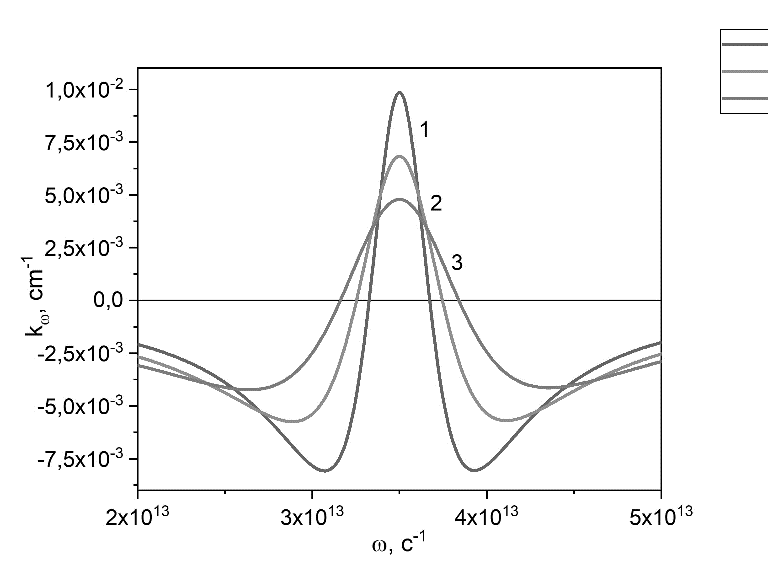 1,0x10⁻²
7,5x10⁻³
5,0x10⁻³
2,5x10⁻³
0,0
-2,5x10⁻³
-5,0x10⁻³
-7,5x10⁻³
kω, cm⁻¹
1
2
3
2x10¹³
3x10¹³
4x10¹³
5x10¹³
ω, c⁻¹